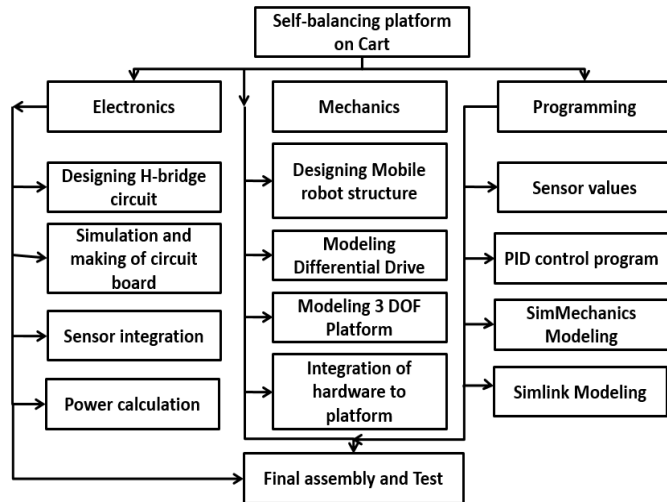 Self-balancing platform
on Cart
Electronics
Mechanics
Programming
Designing H-bridge
circuit
Simulation and
making of circuit
board
Sensor integration
Power calculation
Designing Mobile
robot structure
Modeling
Differential Drive
Modeling 3 DOF
Platform
Integration of
hardware to
platform
Sensor values
PID control program
SimMechanics
Modeling
Simlink Modeling
Final assembly and Test